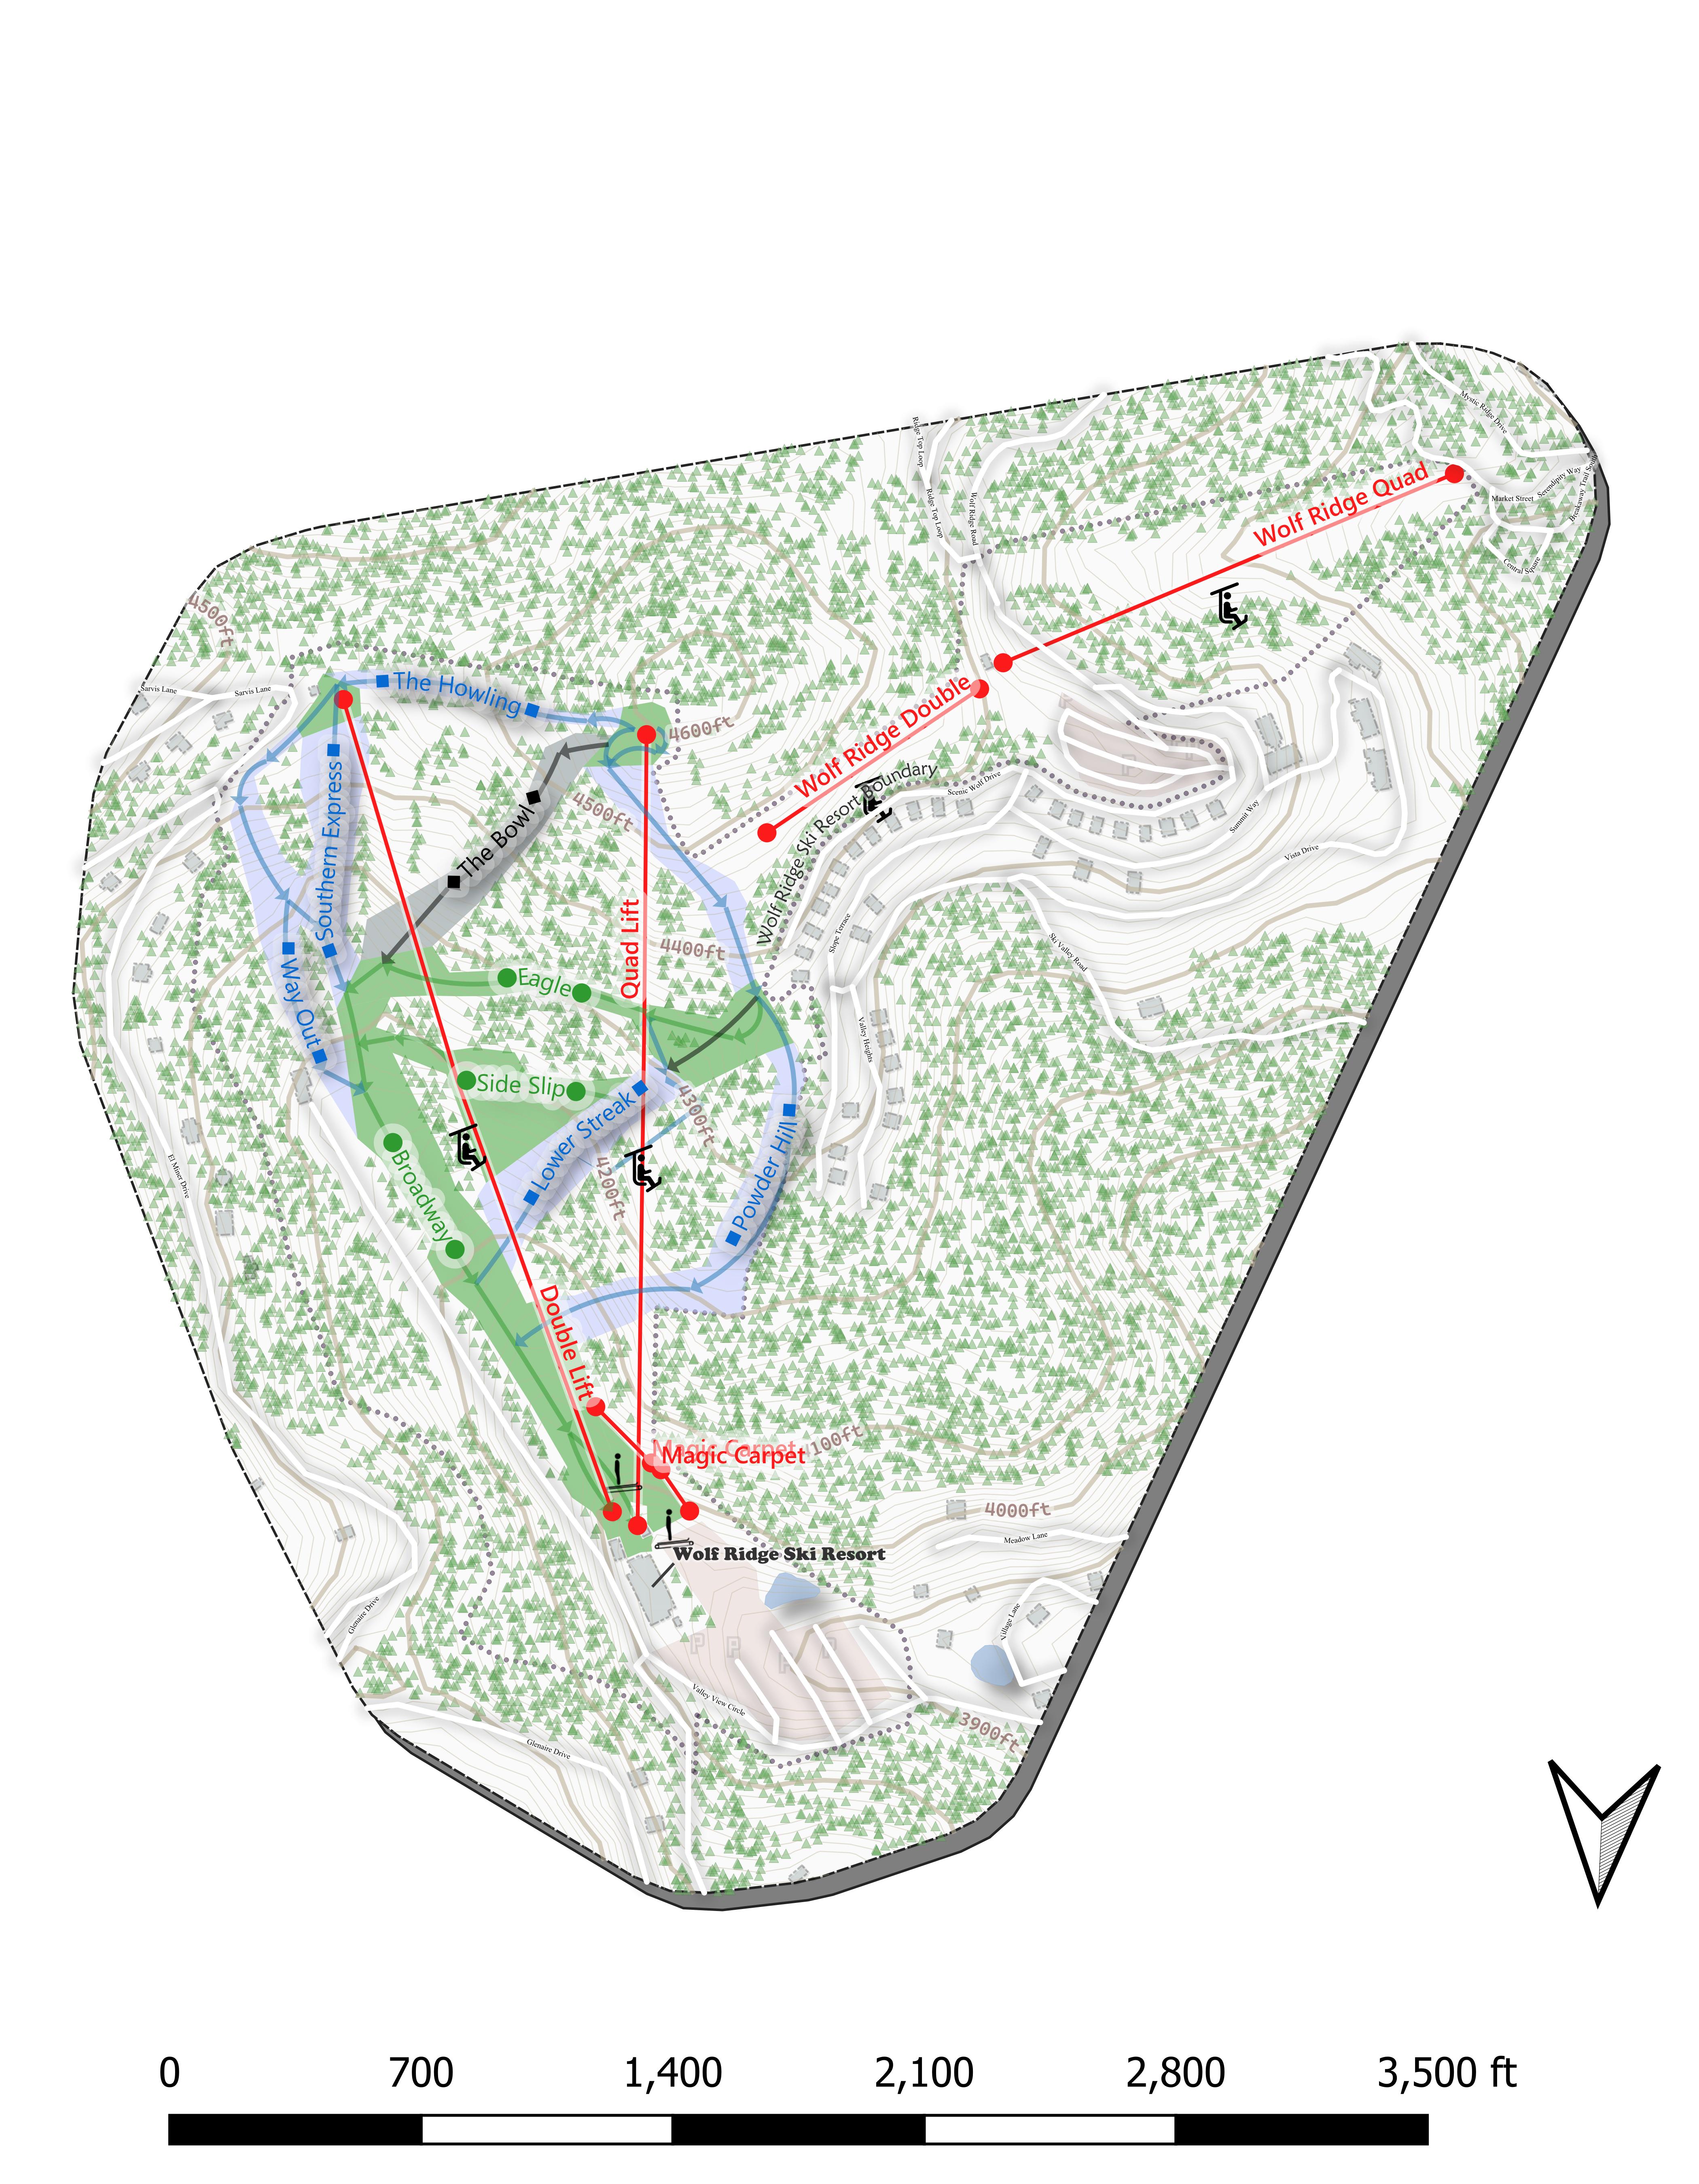 Mystic Ridge Drive
Ridge Top Loop
Ridge Top Loop
Wolf Ridge Road
Wolf Ridge Quad
Market Street
Serendipity Way
Central Square
4500ft
Sarvis Lane
Sarvis Lane
The Howling
4600ft
Wolf Ridge Double
Wolf Ridge Ski Resort Boundary
Scenic Wolf Drive
Summit Way
Vista Drive
P
P
P
Southern Express
The Bowl
4500ft
Quad Lift
4400ft
Slope Terrace
Ski Valley Road
Way Out
Eagle
Valley Heights
Side Slip
Lower Streak
4300ft
Powder Hill
4200ft
Broadway
El Miner Drive
Double Lift
Magic Carpet
Magic Carpet
4100ft
4000ft
Meadow Lane
Wolf Ridge Ski Resort
Glenaire Drive
Village Lane
P
P
P
P
Valley View Circle
3900ft
Glenaire Drive
0 700 1,400 2,100 2,800 3,500 ft